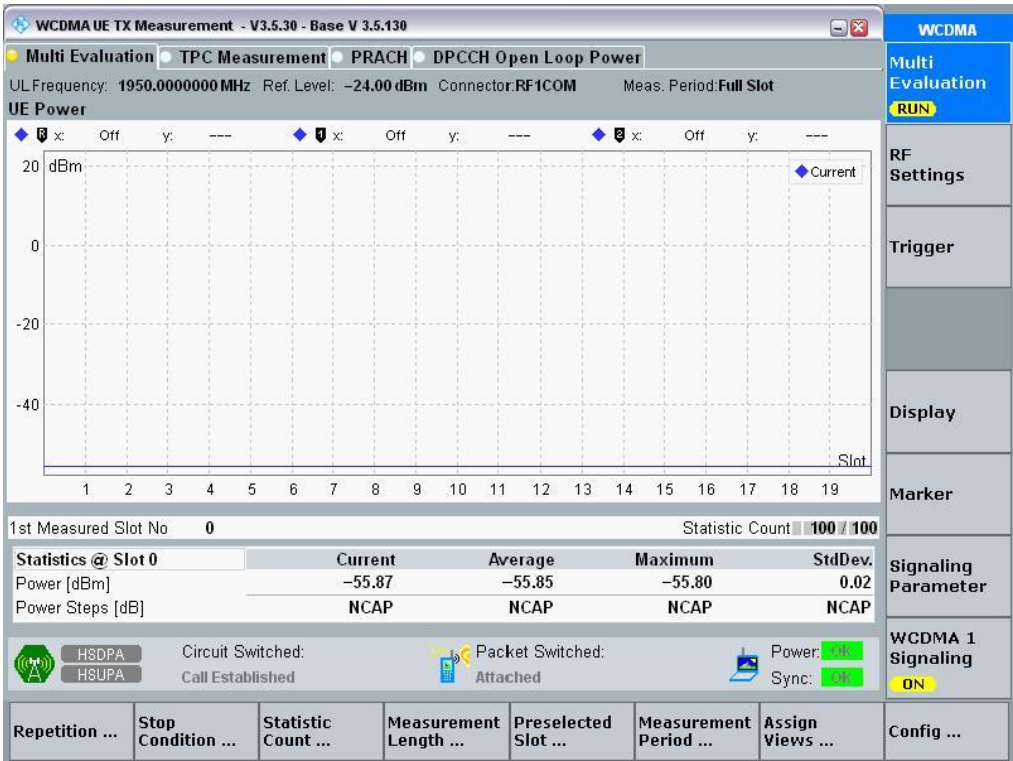 WCDMA UE TX Measurement - V3.5.30 - Base V 3.5.130
WCDMA
Multi Evaluation TPC Measurement PRACH DPCCH Open Loop Power
UL Frequency: 1950.0000000 MHz Ref. Level: -24.00 dBm Connector:RF1COM Meas. Period:Full Slot
UE Power
R x: Off y: --- 1 x: Off y: --- 2 x: Off y: ---
20 dBm
Current
0
-20
-40
Slot
1 2 3 4 5 6 7 8 9 10 11 12 13 14 15 16 17 18 19
1st Measured Slot No 0 Statistic Count 100 / 100
Statistics @ Slot 0 Current Average Maximum StdDev.
Power [dBm] -55.87 -55.85 -55.80 0.02
Power Steps [dB] NCAP NCAP NCAP NCAP
HSDPA Circuit Switched: Packet Switched: Power: OK
HSUPA Call Established Attached Sync: OK
Multi
Evaluation
RUN
RF
Settings
Trigger
Display
Marker
Signaling
Parameter
WCDMA 1
Signaling
ON
Repetition ...
Stop
Condition ...
Statistic
Count ...
Measurement
Length ...
Preselected
Slot ...
Measurement
Period ...
Assign
Views ...
Config ...